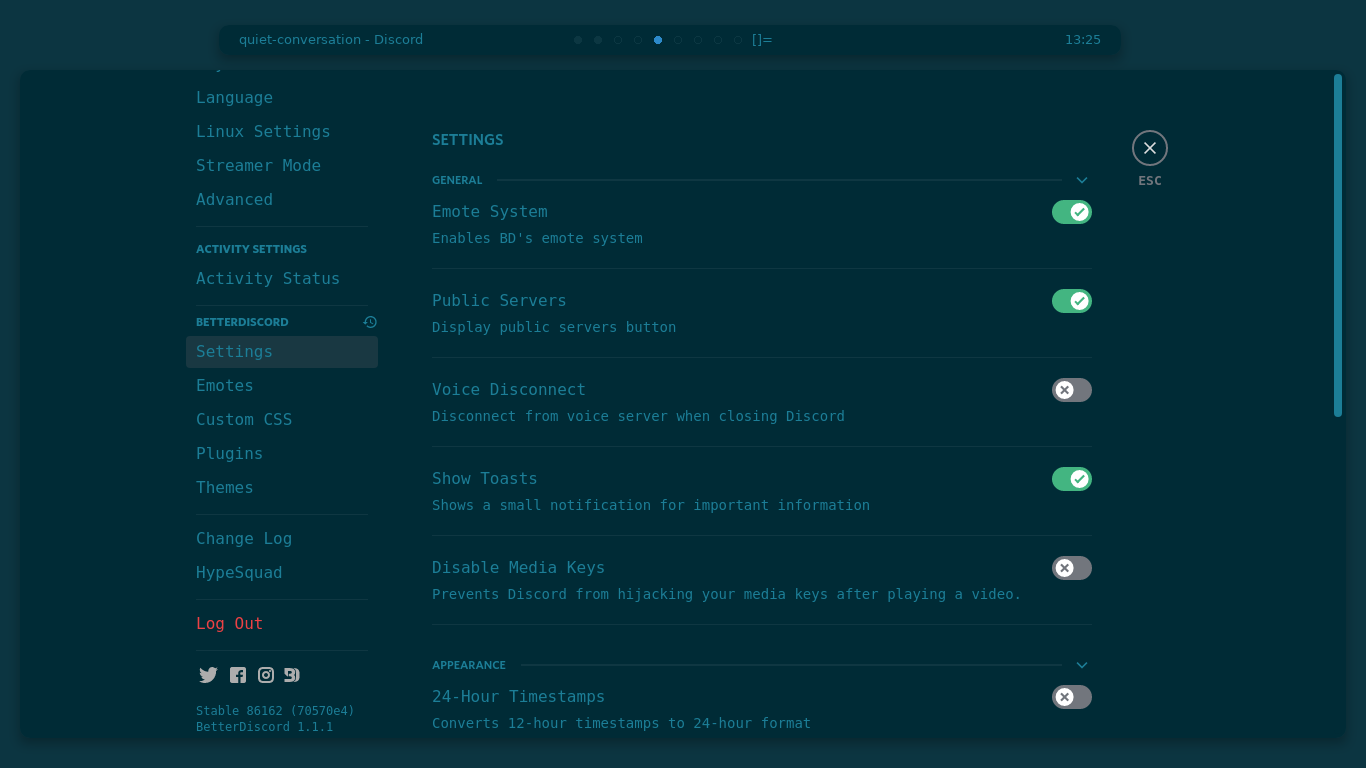 quiet-conversation - Discord
[]=
13:25
Language
Linux Settings
Streamer Mode
Advanced
ACTIVITY SETTINGS
Activity Status
BETTERDISCORD
Settings
Emotes
Custom CSS
Plugins
Themes
Change Log
HypeSquad
Log Out
Stable 86162 (70570e4)
BetterDiscord 1.1.1
SETTINGS
GENERAL
Emote System
Enables BD's emote system
Public Servers
Display public servers button
Voice Disconnect
Disconnect from voice server when closing Discord
Show Toasts
Shows a small notification for important information
Disable Media Keys
Prevents Discord from hijacking your media keys after playing a video.
APPEARANCE
24-Hour Timestamps
Converts 12-hour timestamps to 24-hour format
ESC